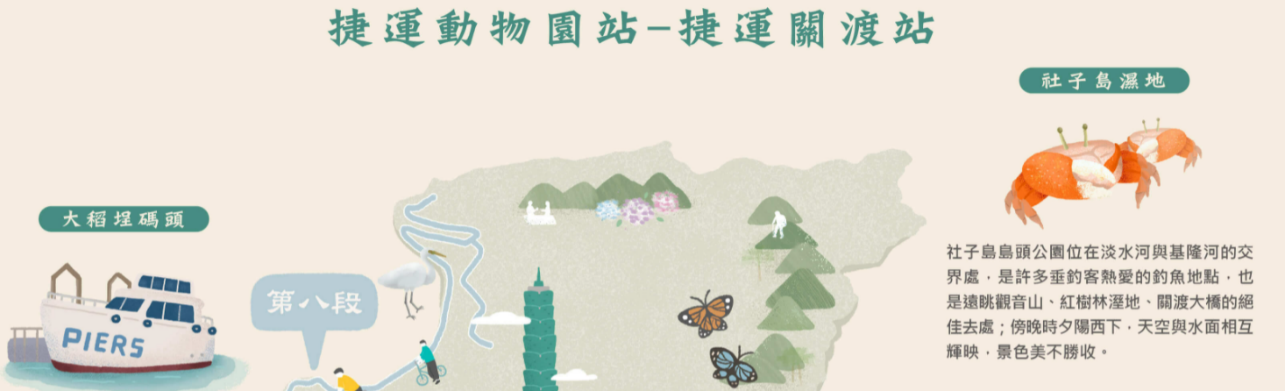 捷運動物園站–捷運關渡站
社子島濕地
大稻埕碼頭
第八段
PIERS
社子島島頭公園位在淡水河與基隆河的交
界處，是許多垂釣客熱愛的釣魚地點，也
是遠眺觀音山、紅樹林溼地、關渡大橋的絕
佳去處；傍晚時夕陽西下，天空與水面相互
輝映，景色美不勝收。